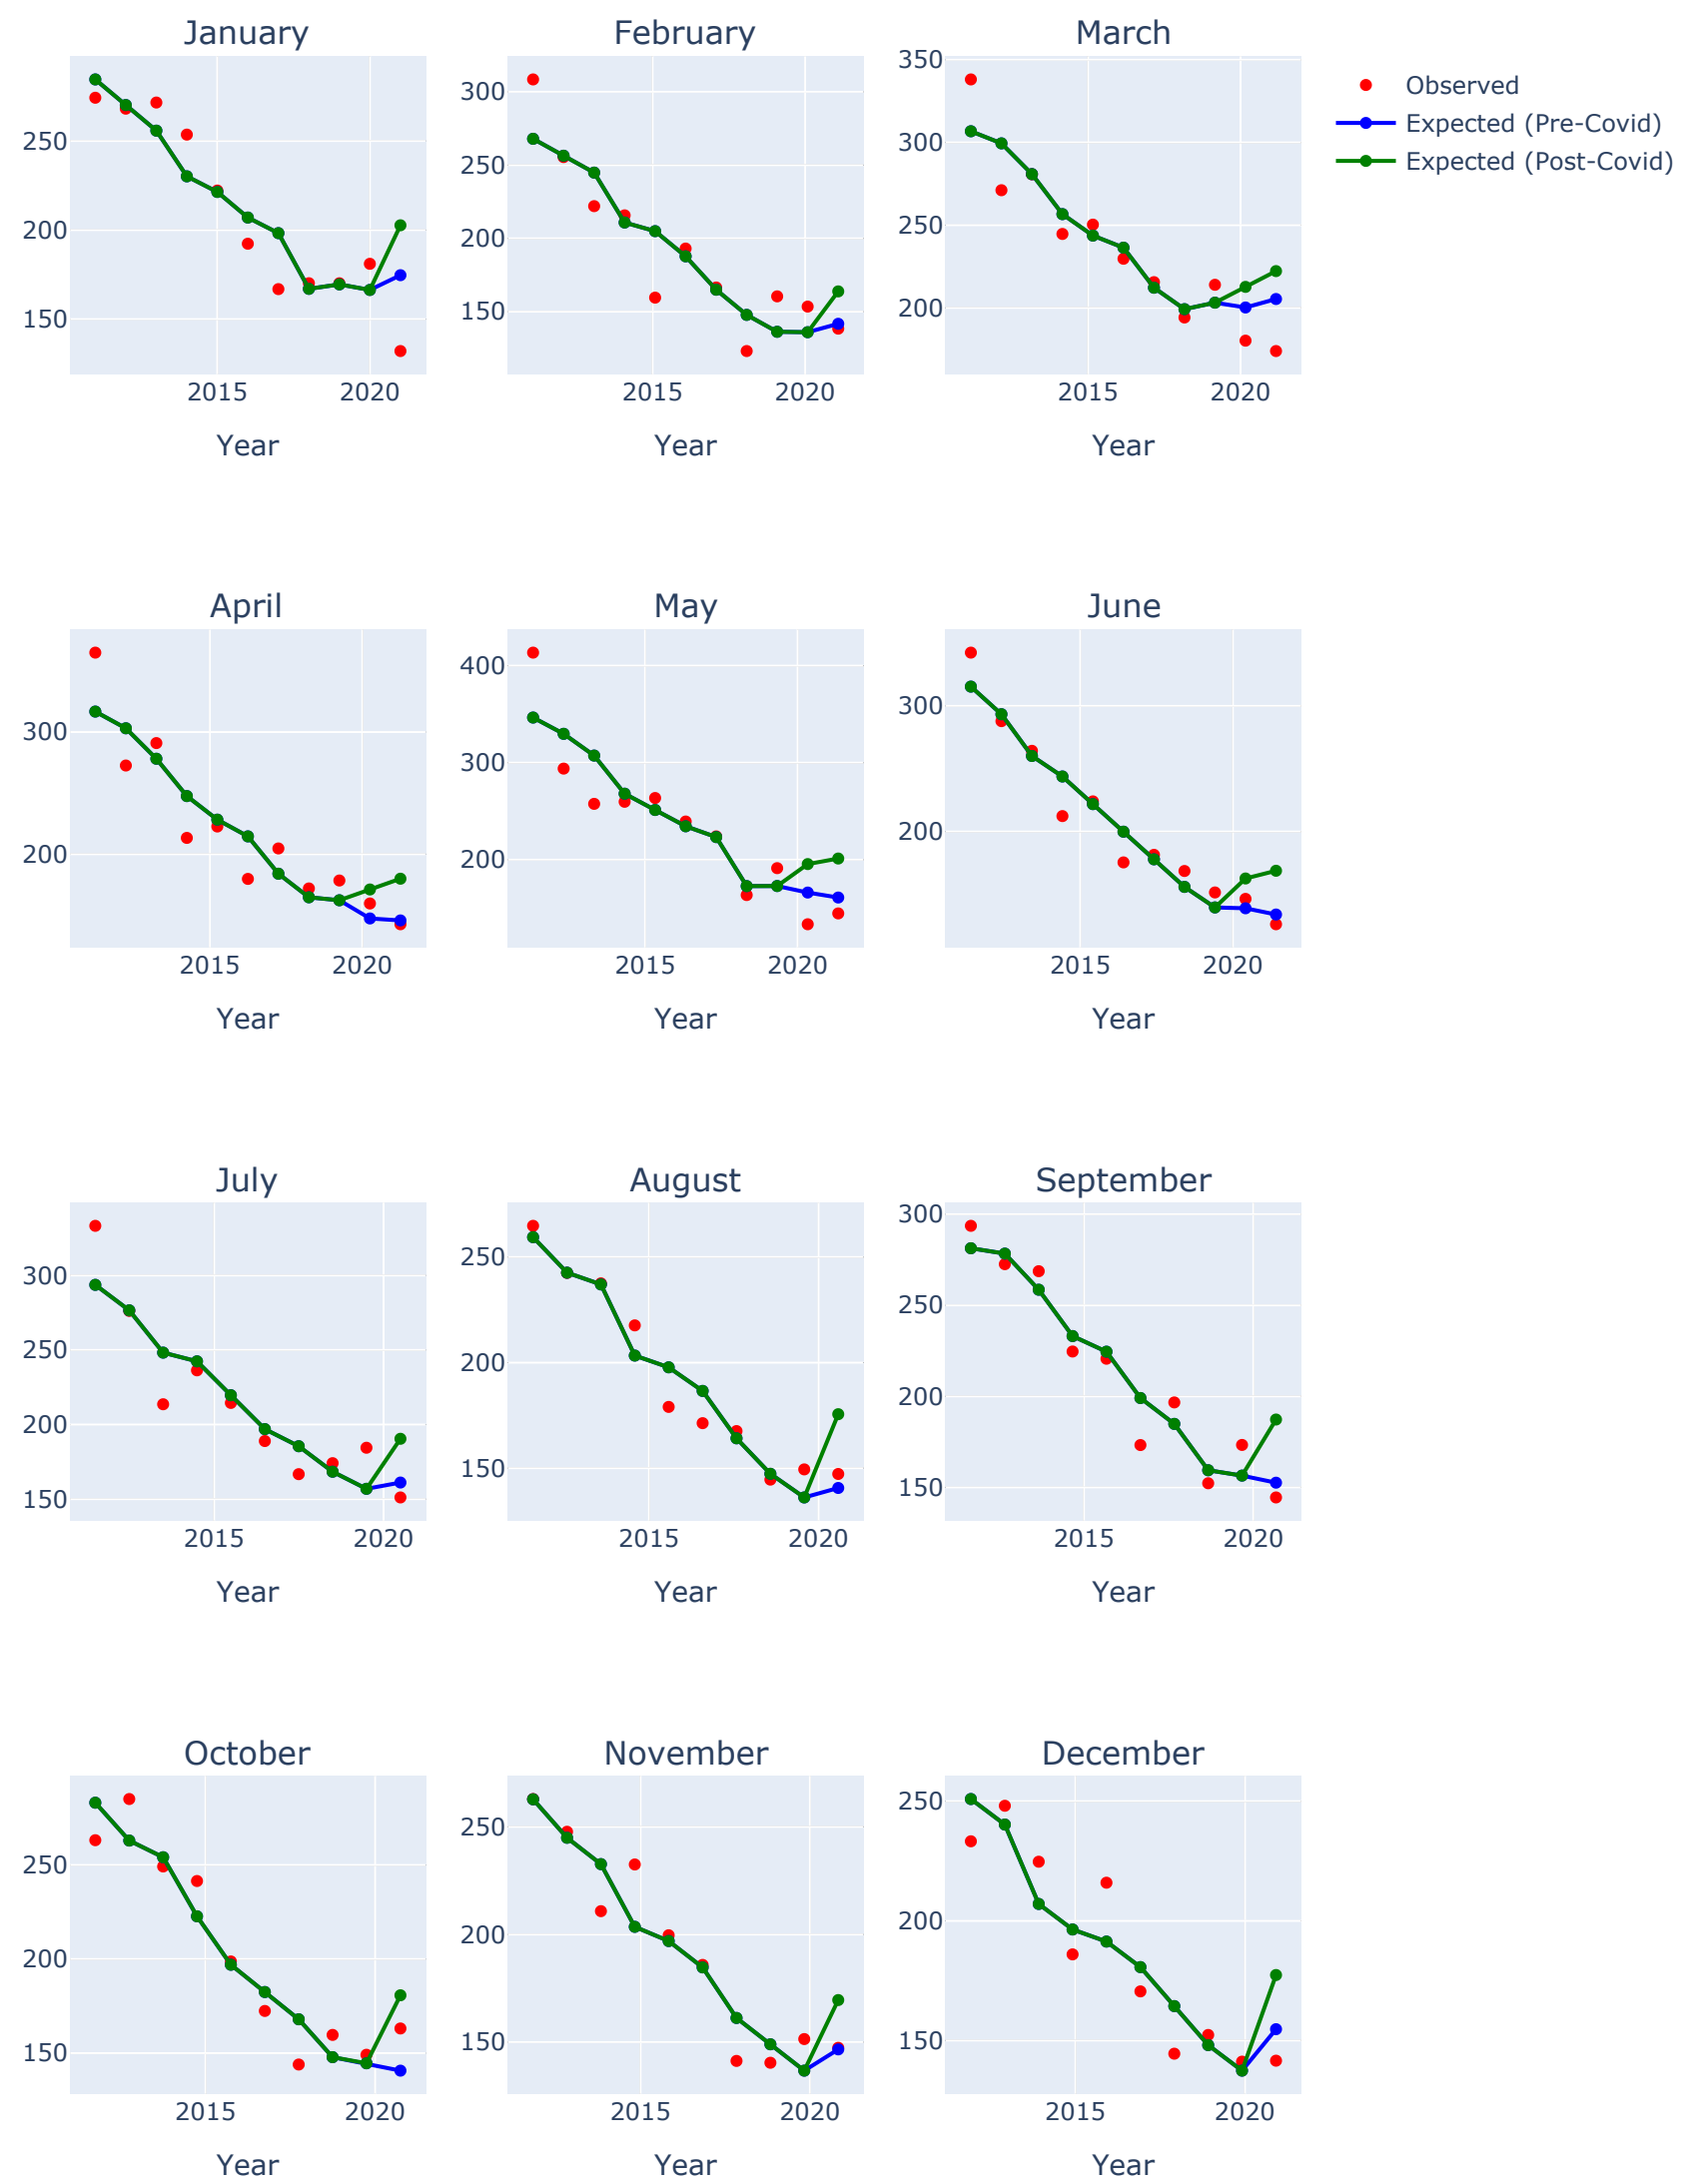 January
February
March
Observed
Expected (Pre-Covid)
Expected (Post-Covid)
250
200
150
2015 2020
Year
300
250
200
150
2015 2020
Year
350
300
250
200
2015 2020
Year
April
May
June
300
200
2015 2020
Year
400
300
200
2015 2020
Year
300
200
2015 2020
Year
July
August
September
300
250
200
150
2015 2020
Year
250
200
150
2015 2020
Year
300
250
200
150
2015 2020
Year
October
November
December
250
200
150
2015 2020
Year
250
200
150
2015 2020
Year
250
200
150
2015 2020
Year